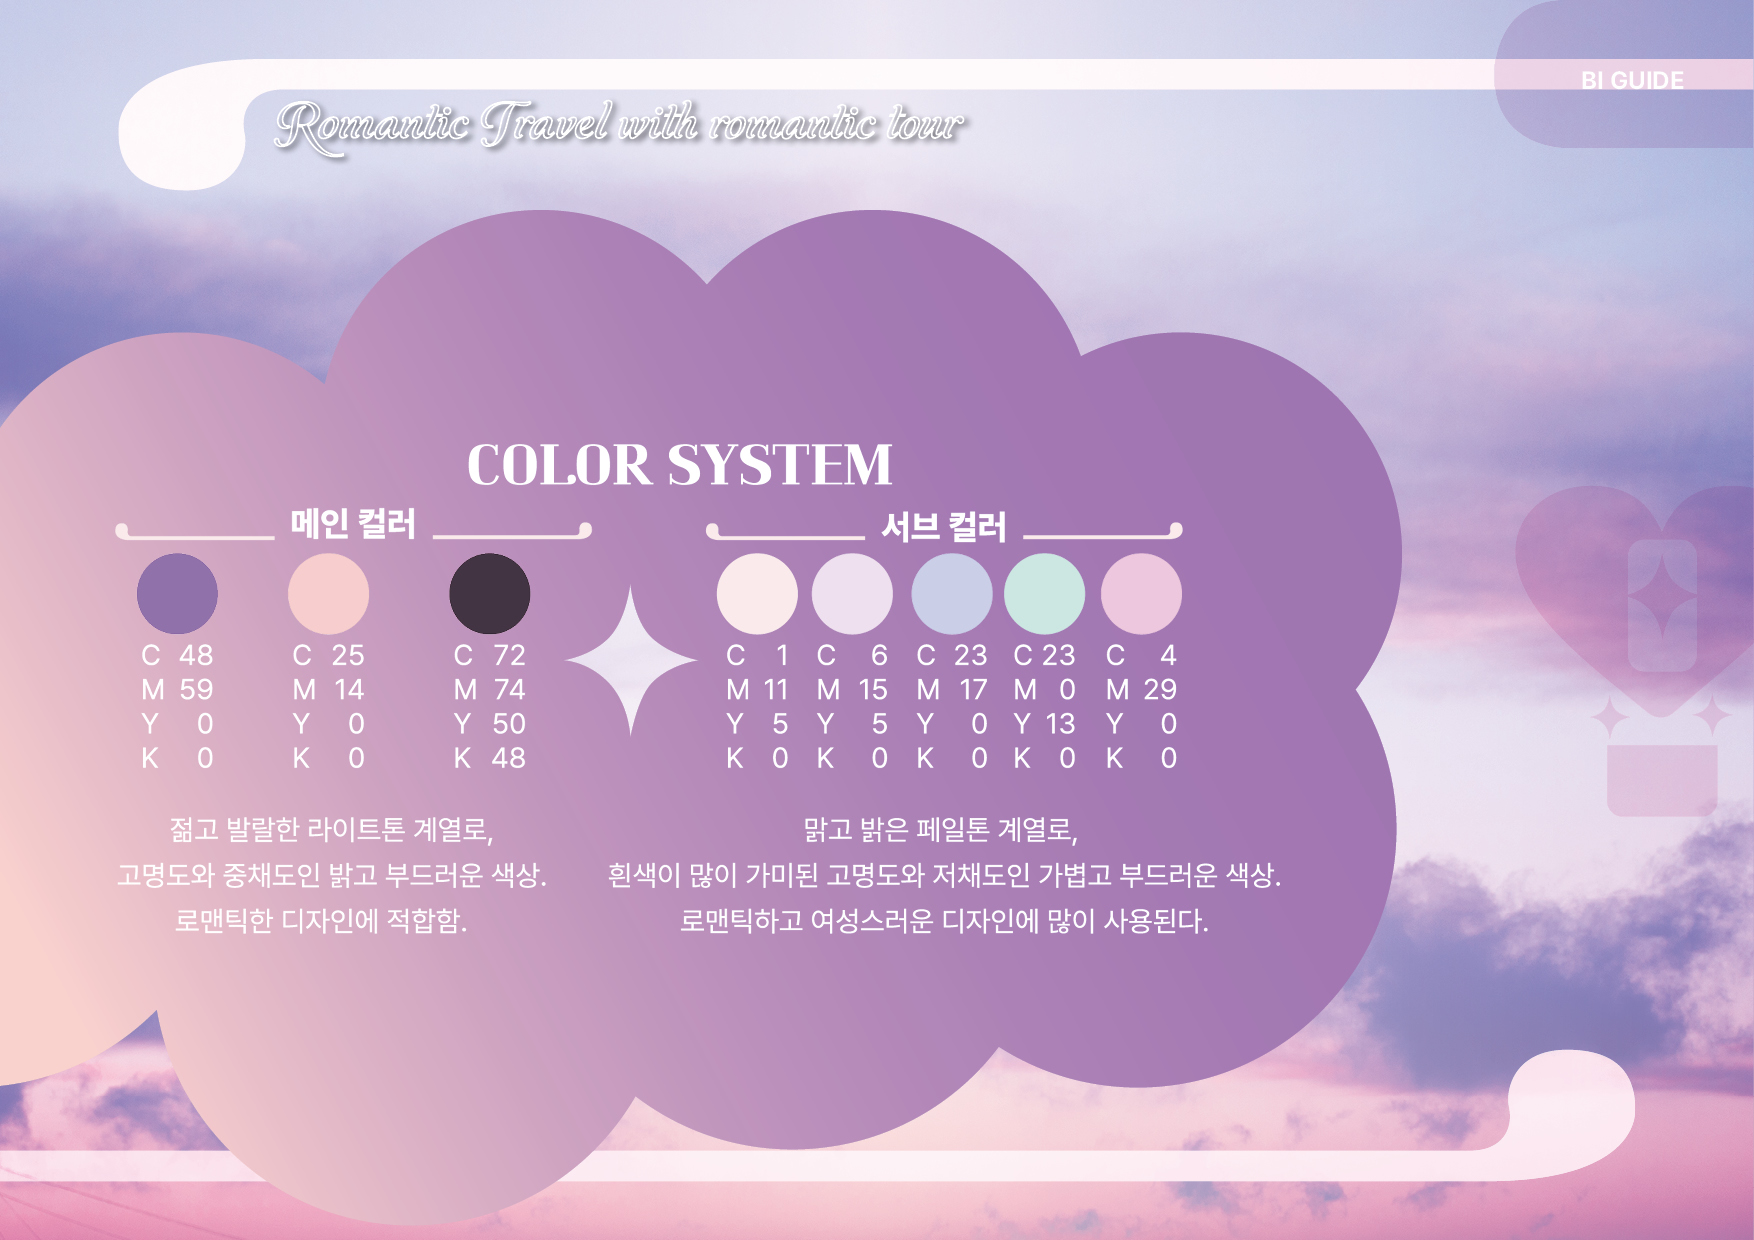 BI GUIDE
Romantic Travel with romantic tour
COLOR SYSTEM
메인 컬러
C 48
M 59
Y 0
K 0
C 25
M 14
Y 0
K 0
C 72
M 74
Y 50
K 48
젊고 발랄한 라이트톤 계열로,
고명도와 중채도인 밝고 부드러운 색상.
로맨틱한 디자인에 적합함.
서브 컬러
C 1
M 11
Y 5
K 0
C 6
M 15
Y 5
K 0
C 23
M 17
Y 0
K 0
C 23
M 0
Y 13
K 0
C 4
M 29
Y 0
K 0
맑고 밝은 페일톤 계열로,
흰색이 많이 가미된 고명도와 저채도인 가볍고 부드러운 색상.
로맨틱하고 여성스러운 디자인에 많이 사용된다.